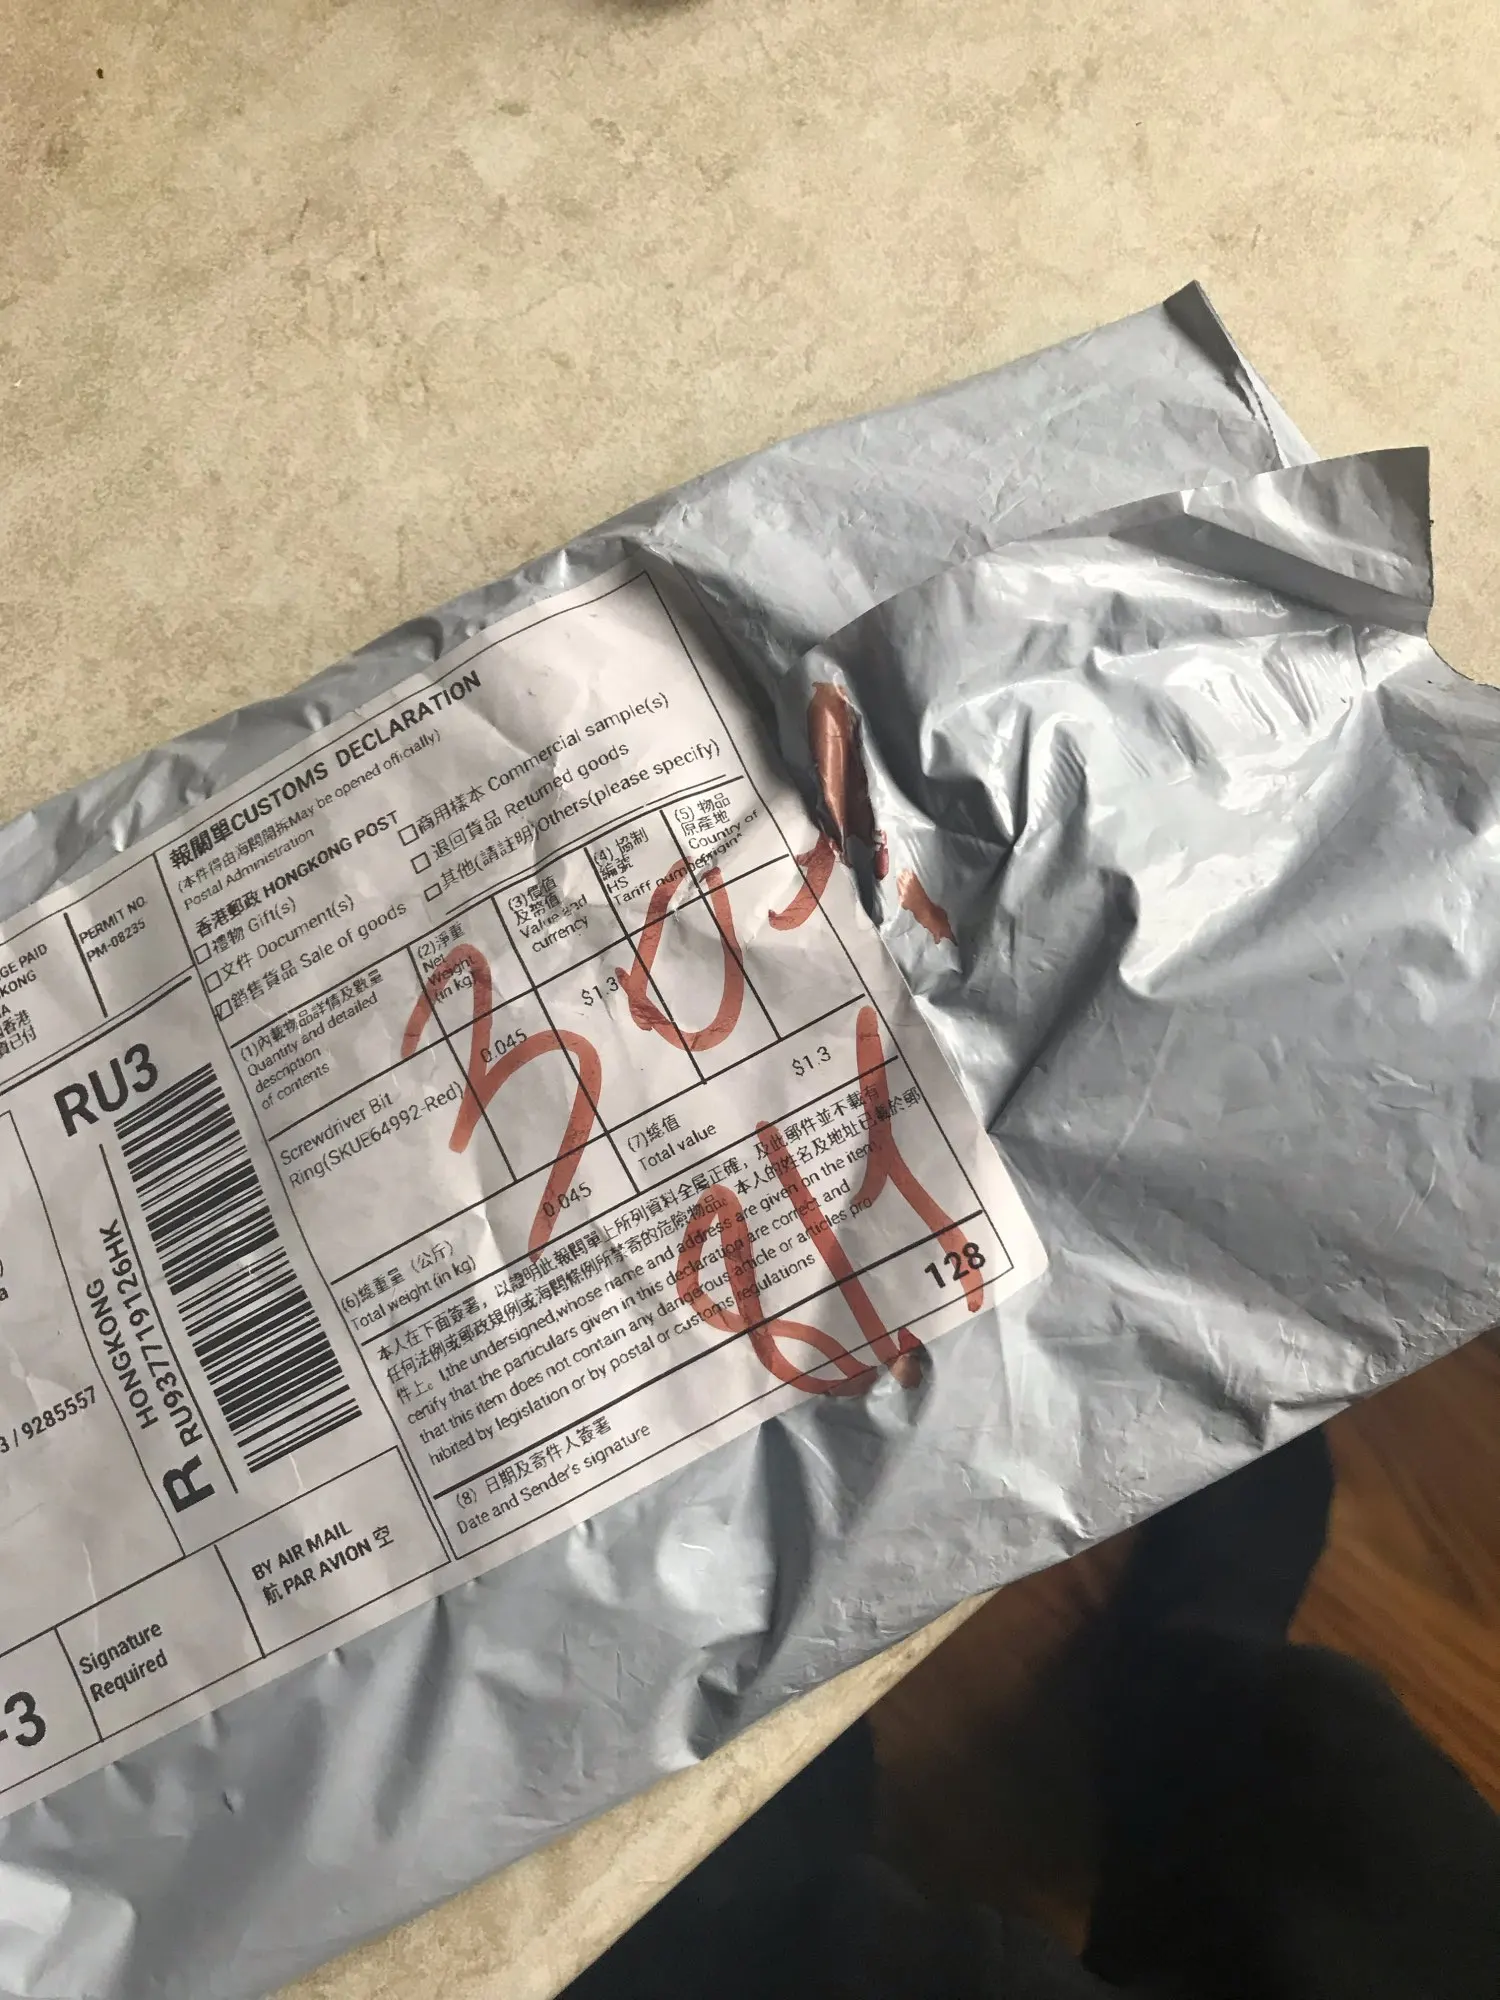 GE PAID
KONG
PERMIT NO.
PM-08235
報關單CUSTOMS DECLARATION
(本件得由海關開拆May be opened officially)
Postal Administration
香港郵政 HONGKONG POST
禮物 Gift(s)
文件 Document(s)
銷售貨品 Sale of goods
商用樣本 Commercial sample(s)
退回貨品 Returned goods
其他(請註明)Others(please specify)
(1)內載物品詳情及數量
Quantity and detailed
description
of contents
(2)淨重
Net
Weight
(in kg)
(3)價值
及幣值
Value and
currency
(4) 協制
編號
HS
Tariff number
(5) 物品
原產地
Country of
origin
Screwdriver Bit
Ring(SKUE64992-Red)
0.045
$1.3
(6)總重量 (公斤)
Total weight (in kg)
0.045
(7)總值
Total value
$1.3
本人在下面簽署，以證明此報關單上所列資料全屬正確，及此郵件並不載有
任何法例或郵政規例或海關條例所禁寄的危險物品。本人的姓名及地址已載於郵
件上。I,the undersigned,whose name and address are given on the item,
certify that the particulars given in this declaration are correct and
that this item does not contain any dangerous article or articles pro
hibited by legislation or by postal or customs regulations
128
(8) 日期及寄件人簽署
Date and Sender's signature
RU3
HONGKONG
R RU937719126HK
3 / 9285557
BY AIR MAIL
航 PAR AVION 空
Signature
Required
-3
30